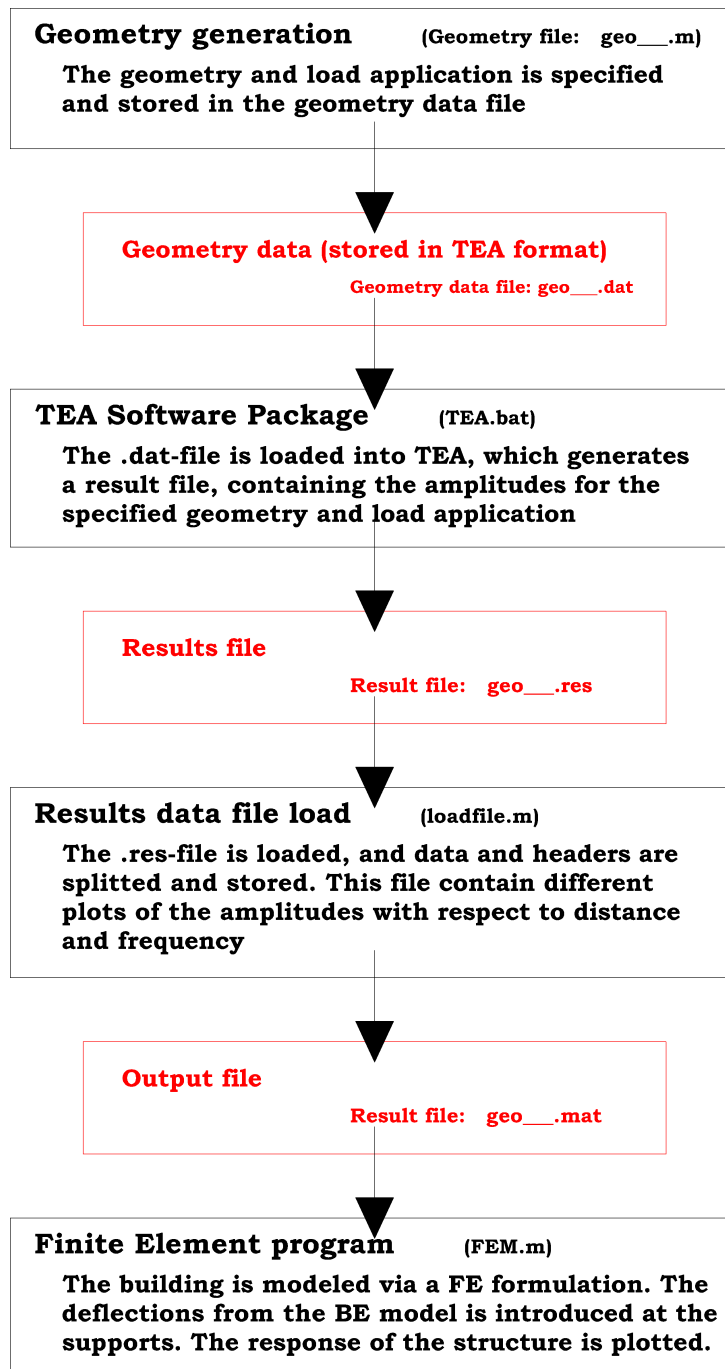 Geometry generation (Geometry file: geo___.m)
The geometry and load application is specified
and stored in the geometry data file
Geometry data (stored in TEA format)
Geometry data file: geo___.dat
TEA Software Package (TEA.bat)
The .dat-file is loaded into TEA, which generates
a result file, containing the amplitudes for the
specified geometry and load application
Results file
Result file: geo___.res
Results data file load (loadfile.m)
The .res-file is loaded, and data and headers are
splitted and stored. This file contain different
plots of the amplitudes with respect to distance
and frequency
Output file
Result file: geo___.mat
Finite Element program (FEM.m)
The building is modeled via a FE formulation. The
deflections from the BE model is introduced at the
supports. The response of the structure is plotted.